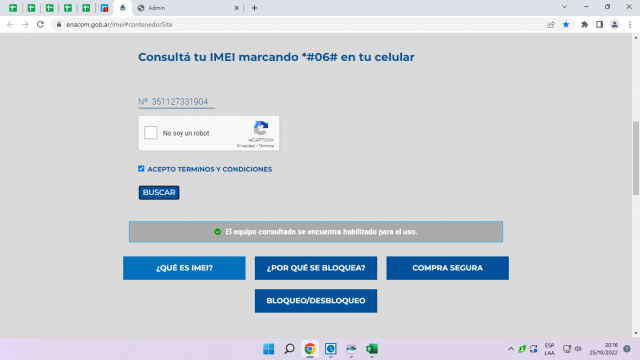 Admin
enacom.gob.ar/imei#contenedorSite
Consultá tu IMEI marcando *#06# en tu celular
Nº 351127331904
No soy un robot
reCAPTCHA
Privacidad - Términos
ACEPTO TERMINOS Y CONDICIONES
BUSCAR
El equipo consultado se encuentra habilitado para el uso.
¿QUÉ ES IMEI?
¿POR QUÉ SE BLOQUEA?
COMPRA SEGURA
BLOQUEO/DESBLOQUEO
ESP
LAA
20:16
25/10/2022